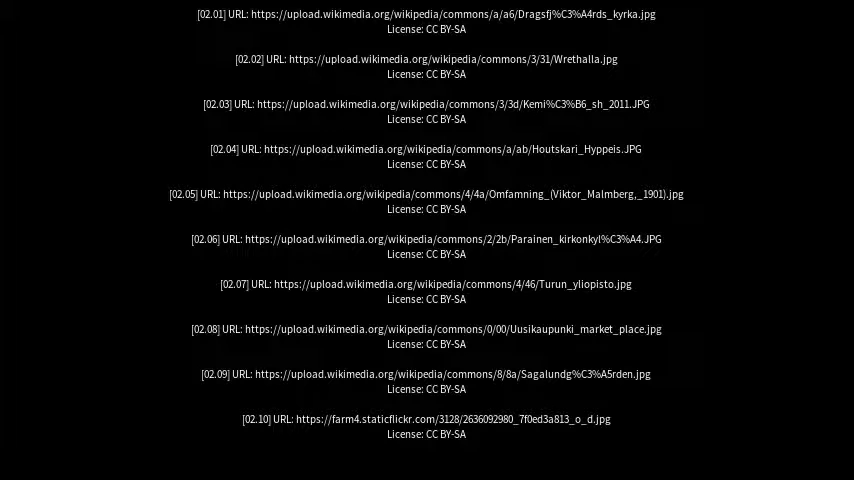 [02.01] URL: https://upload.wikimedia.org/wikipedia/commons/a/a6/Dragsfj%C3%A4rds_kyrka.jpg
License: CC BY-SA
[02.02] URL: https://upload.wikimedia.org/wikipedia/commons/3/31/Wrethalla.jpg
License: CC BY-SA
[02.03] URL: https://upload.wikimedia.org/wikipedia/commons/3/3d/Kemi%C3%B6_sh_2011.JPG
License: CC BY-SA
[02.04] URL: https://upload.wikimedia.org/wikipedia/commons/a/ab/Houtskari_Hyppeis.JPG
License: CC BY-SA
[02.05] URL: https://upload.wikimedia.org/wikipedia/commons/4/4a/Omfamning_(Viktor_Malmberg,_1901).jpg
License: CC BY-SA
[02.06] URL: https://upload.wikimedia.org/wikipedia/commons/2/2b/Parainen_kirkonkyl%C3%A4.JPG
License: CC BY-SA
[02.07] URL: https://upload.wikimedia.org/wikipedia/commons/4/46/Turun_yliopisto.jpg
License: CC BY-SA
[02.08] URL: https://upload.wikimedia.org/wikipedia/commons/0/00/Uusikaupunki_market_place.jpg
License: CC BY-SA
[02.09] URL: https://upload.wikimedia.org/wikipedia/commons/8/8a/Sagalundg%C3%A5rden.jpg
License: CC BY-SA
[02.10] URL: https://farm4.staticflickr.com/3128/2636092980_7f0ed3a813_o_d.jpg
License: CC BY-SA